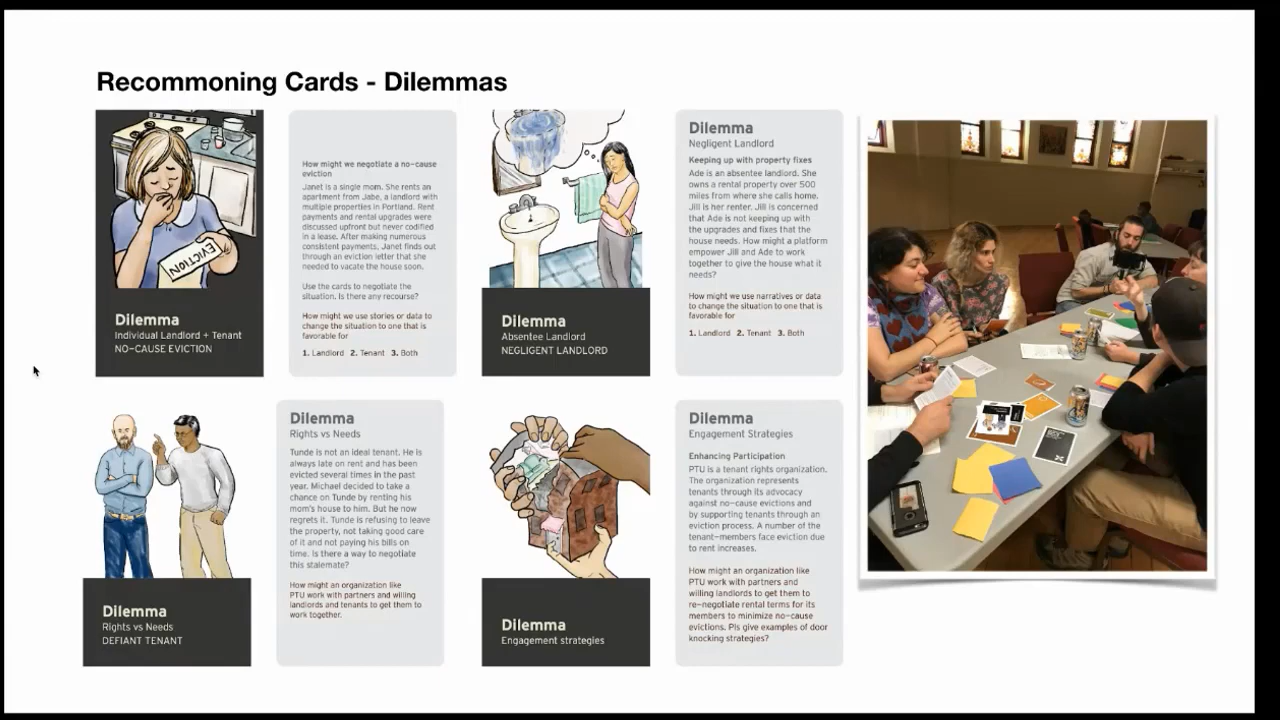 Recommoning Cards - Dilemmas
EVICTION
Dilemma
Individual Landlord + Tenant
NO-CAUSE EVICTION
How might we negotiate a no-cause
eviction
Janet is a single mom. She rents an
apartment from Jabe, a landlord with
multiple properties in Portland. Rent
payments and rental upgrades were
discussed upfront but never codified
in a lease. After making numerous
consistent payments, Janet finds out
through an eviction letter that she
needed to vacate the house soon.
Use the cards to negotiate the
situation. Is there any recourse?
How might we use stories or data to
change the situation to one that is
favorable for
1. Landlord 2. Tenant 3. Both
Dilemma
Absentee Landlord
NEGLIGENT LANDLORD
Dilemma
Negligent Landlord
Keeping up with property fixes
Ade is an absentee landlord. She
owns a rental property over 500
miles from where she calls home.
Jill is her renter. Jill is concerned
that Ade is not keeping up with
the upgrades and fixes that the
house needs. How might a platform
empower Jill and Ade to work
together to give the house what it
needs?
How might we use narratives or data
to change the situation to one that is
favorable for
1. Landlord 2. Tenant 3. Both
Dilemma
Rights vs Needs
DEFIANT TENANT
Dilemma
Rights vs Needs
Tunde is not an ideal tenant. He is
always late on rent and has been
evicted several times in the past
year. Michael decided to take a
chance on Tunde by renting his
mom's house to him. But he now
regrets it. Tunde is refusing to leave
the property, not taking good care
of it and not paying his bills on
time. Is there a way to negotiate
this stalemate?
How might an organization like
PTU work with partners and willing
landlords and tenants to get them to
work together.
Dilemma
Engagement strategies
Dilemma
Engagement Strategies
Enhancing Participation
PTU is a tenant rights organization.
The organization represents
tenants through its advocacy
against no-cause evictions and
by supporting tenants through an
eviction process. A number of the
tenant-members face eviction due
to rent increases.
How might an organization like
PTU work with partners and
willing landlords to get them to
re-negotiate rental terms for its
members to minimize no-cause
evictions. Pls give examples of door
knocking strategies?